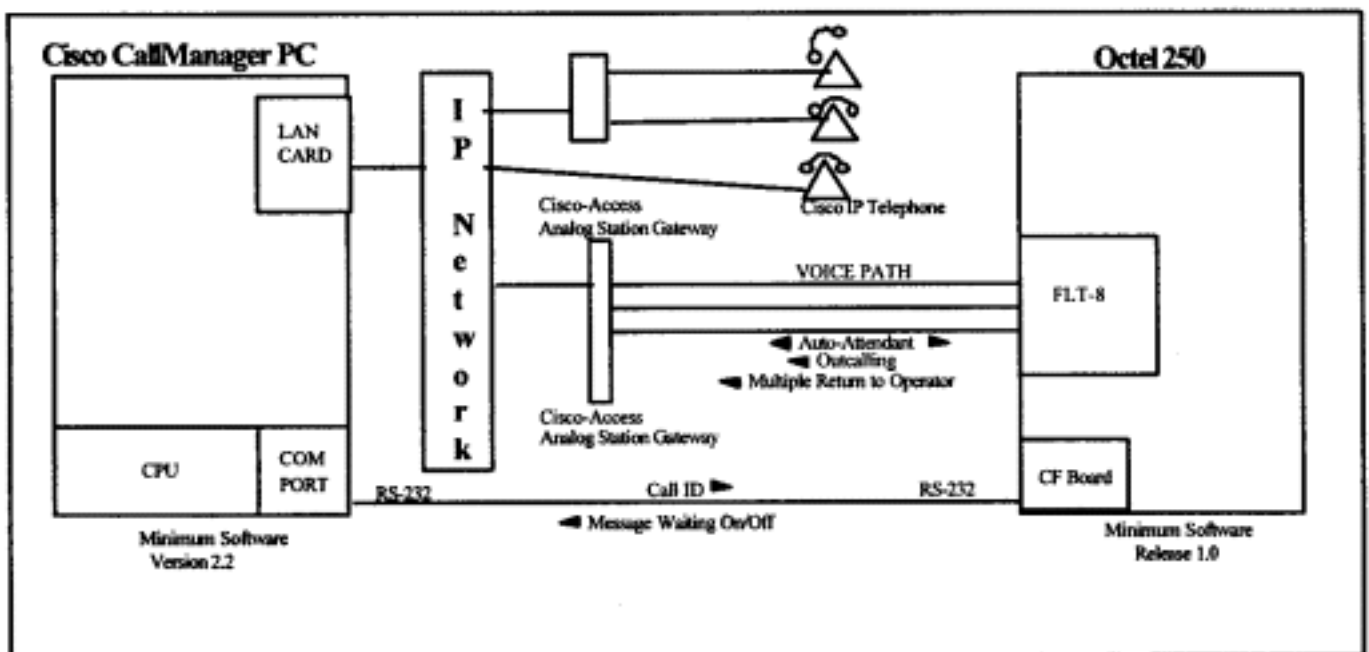 Cisco CallManager PC
Octel 250
LAN
CARD
IP Network
Cisco-Access
Analog Station Gateway
Cisco IP Telephone
VOICE PATH
FLT-8
Auto-Attendant
Outcalling
Multiple Return to Operator
Cisco-Access
Analog Station Gateway
CPU
COM
PORT
RS-232
Call ID
RS-232
CF Board
Message Waiting On/Off
Minimum Software
Version 2.2
Minimum Software
Release 1.0